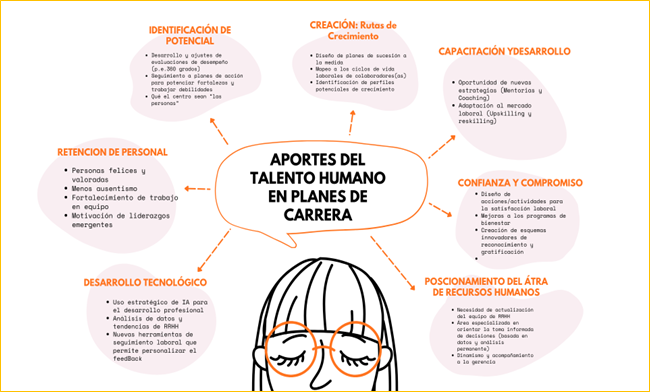 IDENTIFICACIÓN DE
POTENCIAL
Desarrollo y ajustes de
evaluaciones de desempeño
(p.e.360 grados)
Seguimiento a planes de acción
para potenciar fortalezas y
trabajar debilidades
Que el centro sean "las
personas"
CREACIÓN: Rutas de
Crecimiento
Diseño de planes de sucesión a
la medida
Mapeo a los ciclos de vida
laborales de colaboradores(as)
Identificación de perfiles
potenciales de crecimiento
CAPACITACIÓN YDESARROLLO
Oportunidad de nuevas
estrategias (Mentorias y
Coaching)
Adaptación al mercado
laboral (Upskilling y
reskilling)
RETENCION DE PERSONAL
Personas felices y
valoradas
Menos ausentismo
Fortalecimiento de trabajo
en equipo
Motivación de liderazgos
emergentes
APORTES DEL
TALENTO HUMANO
EN PLANES DE
CARRERA
CONFIANZA Y COMPROMISO
Diseño de
acciones/actividades para
la satisfacción laboral
Mejoras a los programas de
bienestar
Creación de esquemas
innovadores de
reconocimiento y
gratificación
DESARROLLO TECNOLÓGICO
Uso estratégico de IA para
el desarrollo profesional
Análisis de datos y
tendencias de RRHH
Nuevas herramientas de
seguimiento laboral que
permite personalizar el
feedBack
POSCIONAMIENTO DEL ÁTRA
DE RECURSOS HUMANOS
Necesidad de actualización
del equipo de RRHH
Area especializada en
orientar la toma informada
de decisiones (basada en
datos y análisis
permanente)
Dinamismo y acompañamiento
a la gerencia